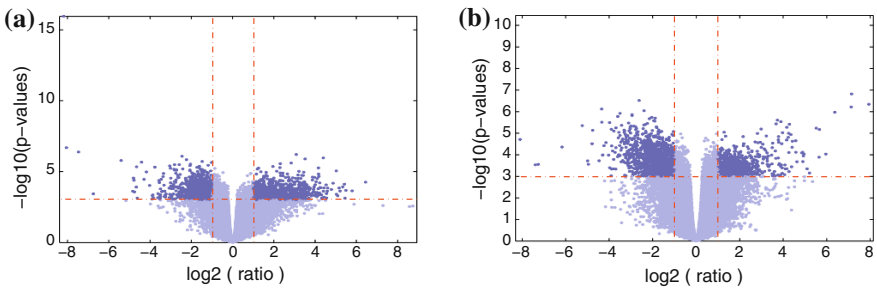 (a)
15
10
5
0
−log10(p−values)
−8 −6 −4 −2 0 2 4 6 8
log2 ( ratio )
(b)
10
9
8
7
6
5
4
3
2
1
0
−log10(p−values)
−8 −6 −4 −2 0 2 4 6 8
log2 ( ratio )